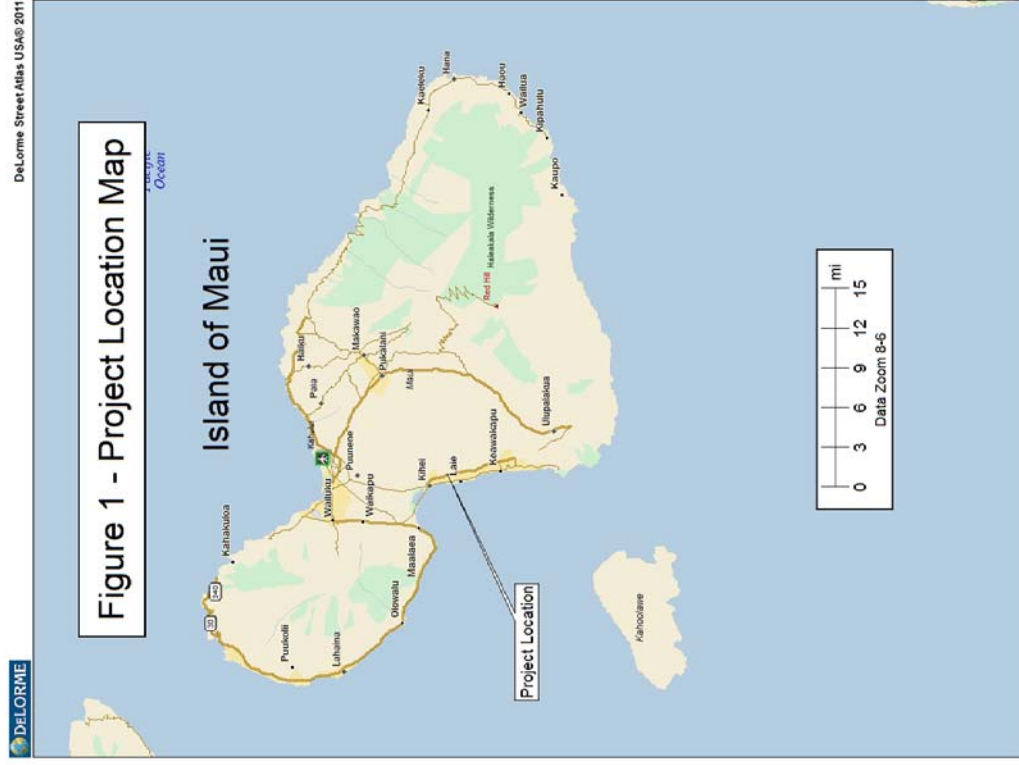 DELORME
DeLorme Street Atlas USA® 2011
Figure 1 - Project Location Map
Pacific
Ocean
Island of Maui
30
340
Kahakuloa
Puukolii
Lahaina
Olowalu
Maalaea
Wailuku
Waikapu
Kahului
Puunene
Paia
Haiku
Makawao
Pukalani
Maui
Kihei
Laie
Keawakapu
Ulupalakua
Red Hill
Haleakala Wilderness
Kaeleku
Hana
Haou
Wailua
Kipahulu
Kaupo
Project Location
Kahoolawe
mi
0 3 6 9 12 15
Data Zoom 8-6